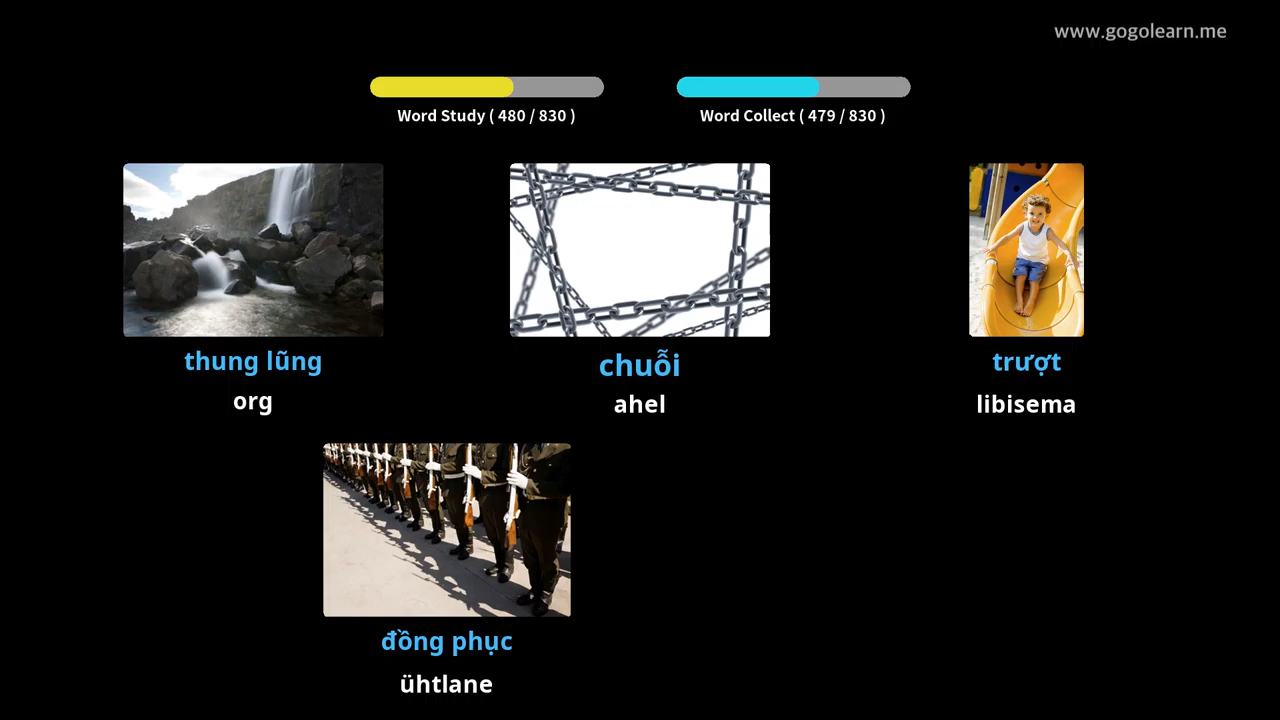 www.gogolearn.me
Word Study ( 480 / 830 )
Word Collect ( 479 / 830 )
thung lũng
org
chuỗi
ahel
trượt
libisema
đồng phục
ühtlane